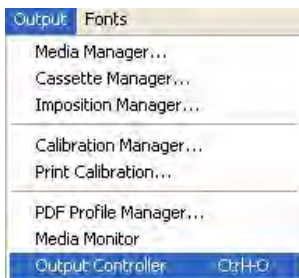 Output Fonts
Media Manager...
Cassette Manager...
Imposition Manager...
Calibration Manager...
Print Calibration...
PDF Profile Manager...
Media Monitor
Output Controller Ctrl+O